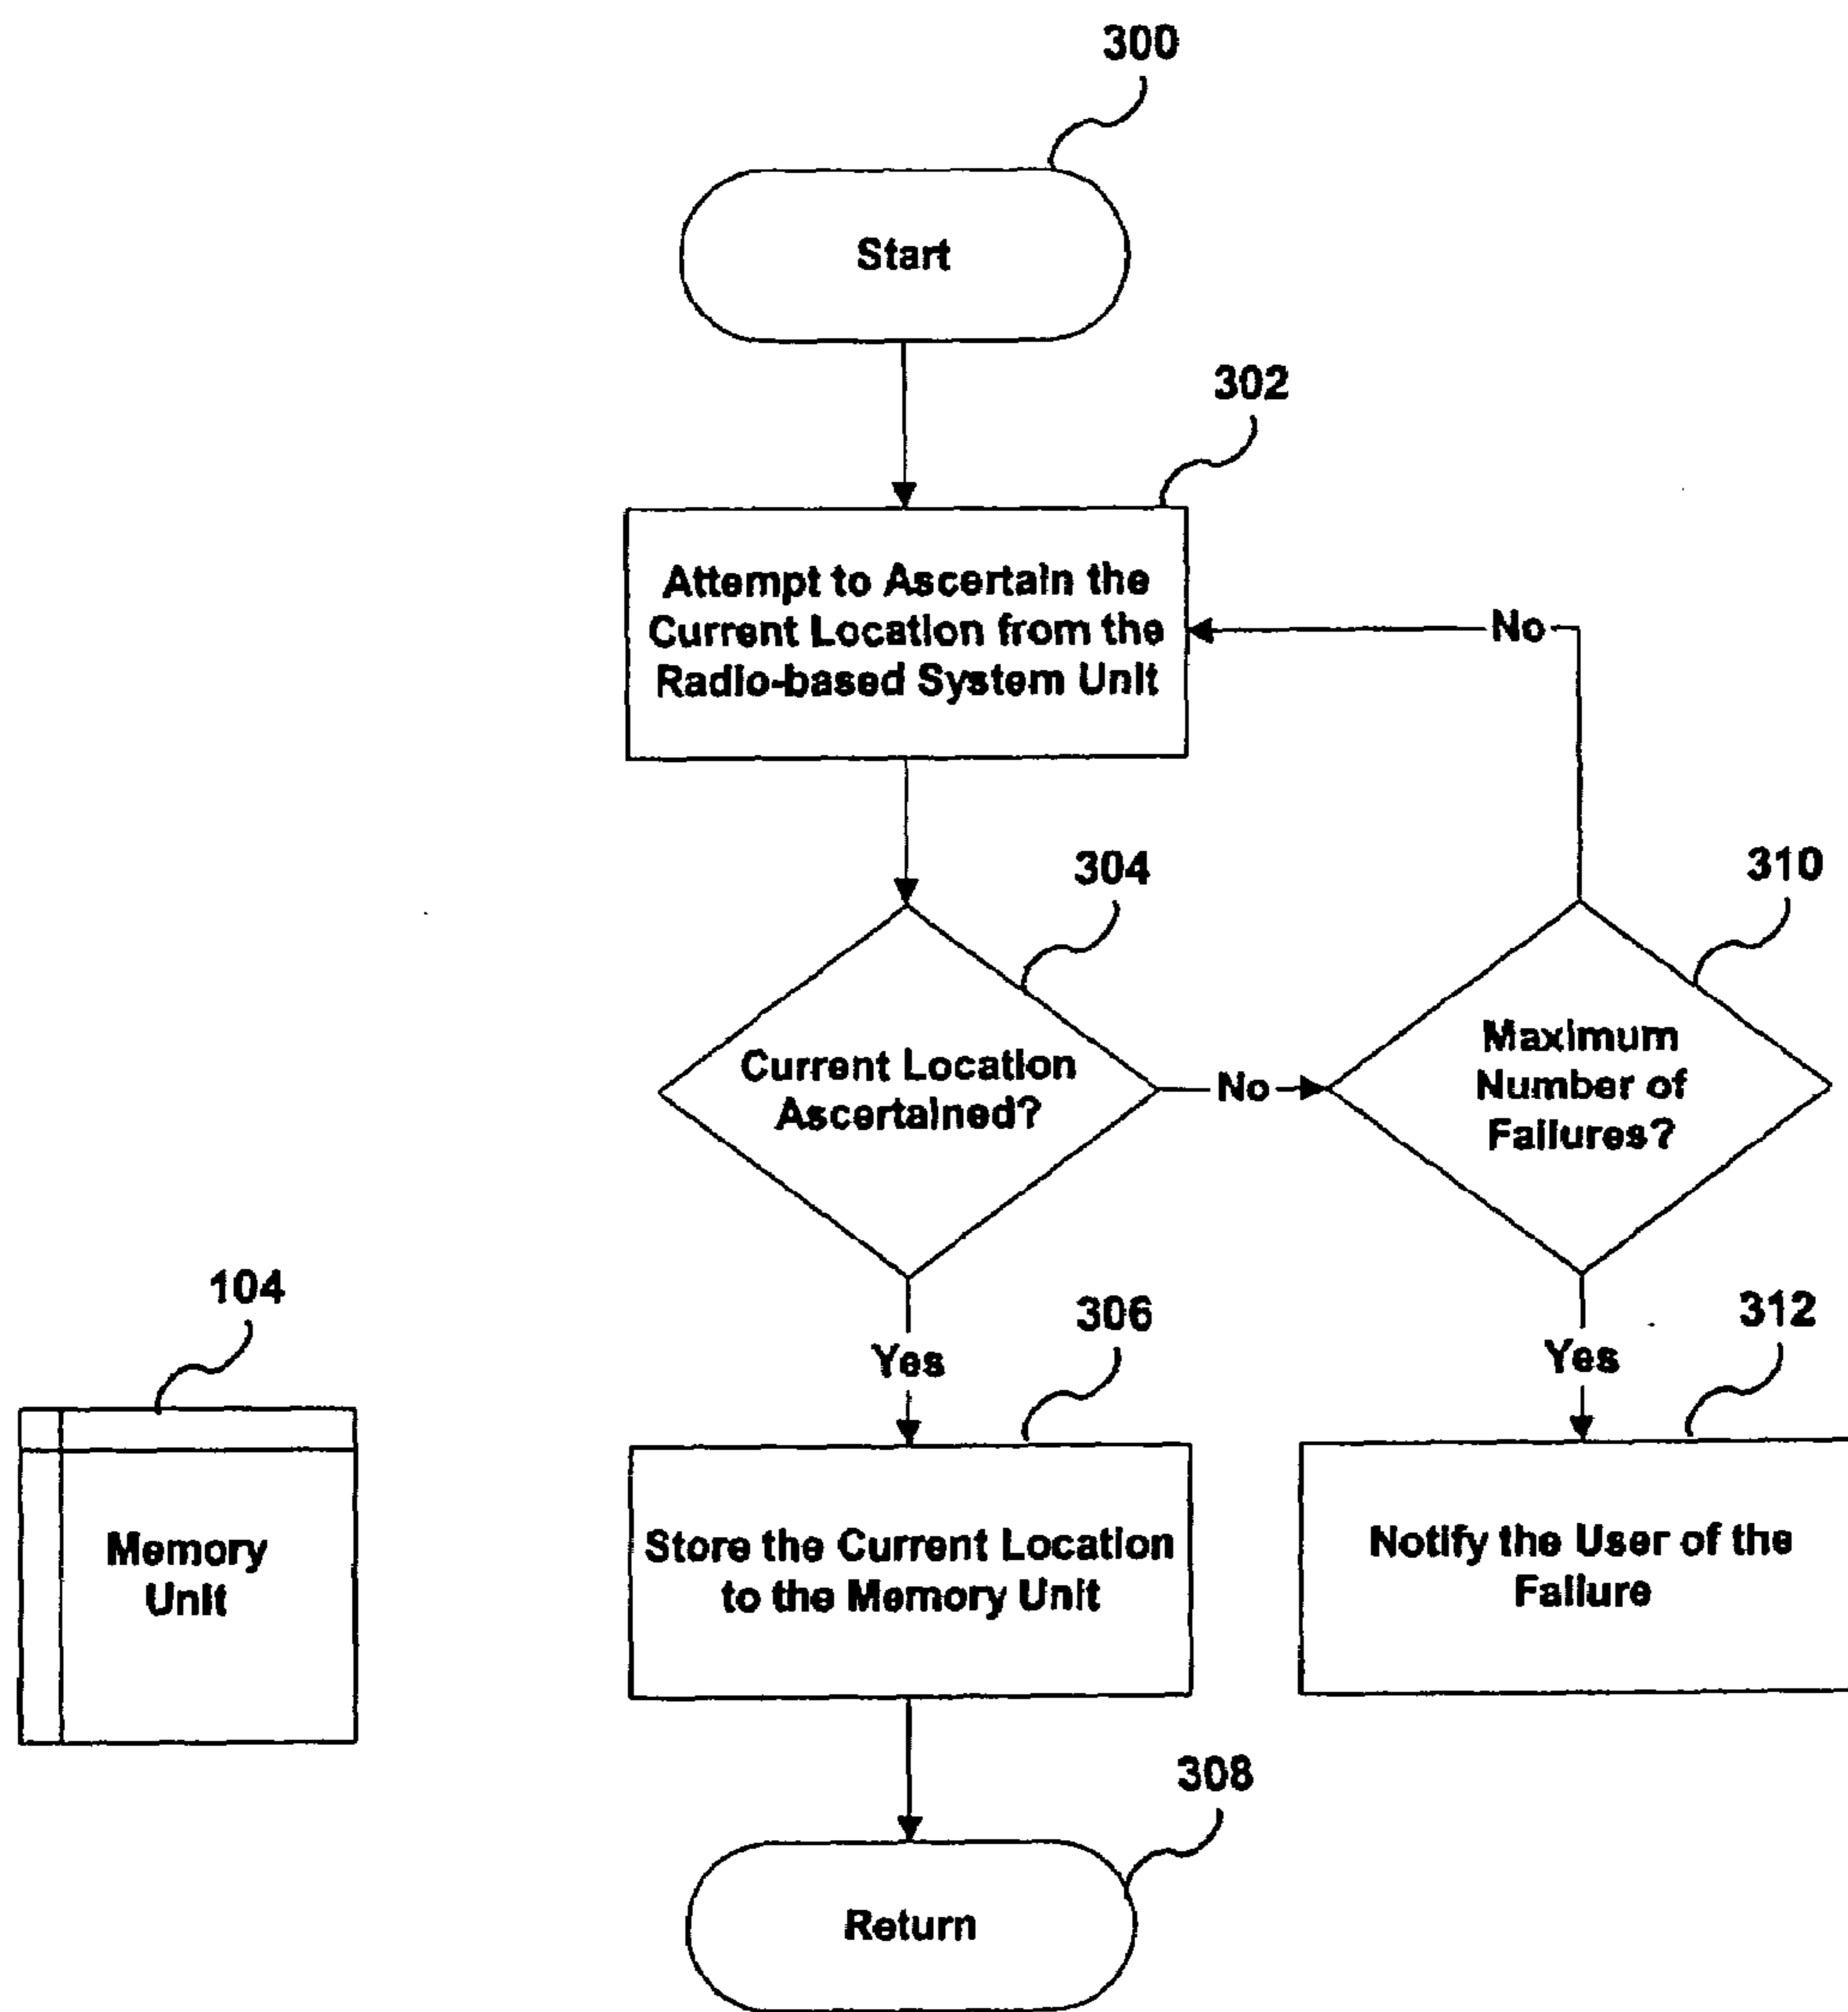 300
Start
302
Attempt to Ascertain the
Current Location from the
Radio-based System Unit
No
304
310
Current Location
Ascertained?
No
Maximum
Number of
Failures?
104
306
312
Yes
Yes
Memory
Unit
Store the Current Location
to the Memory Unit
Notify the User of the
Failure
308
Return